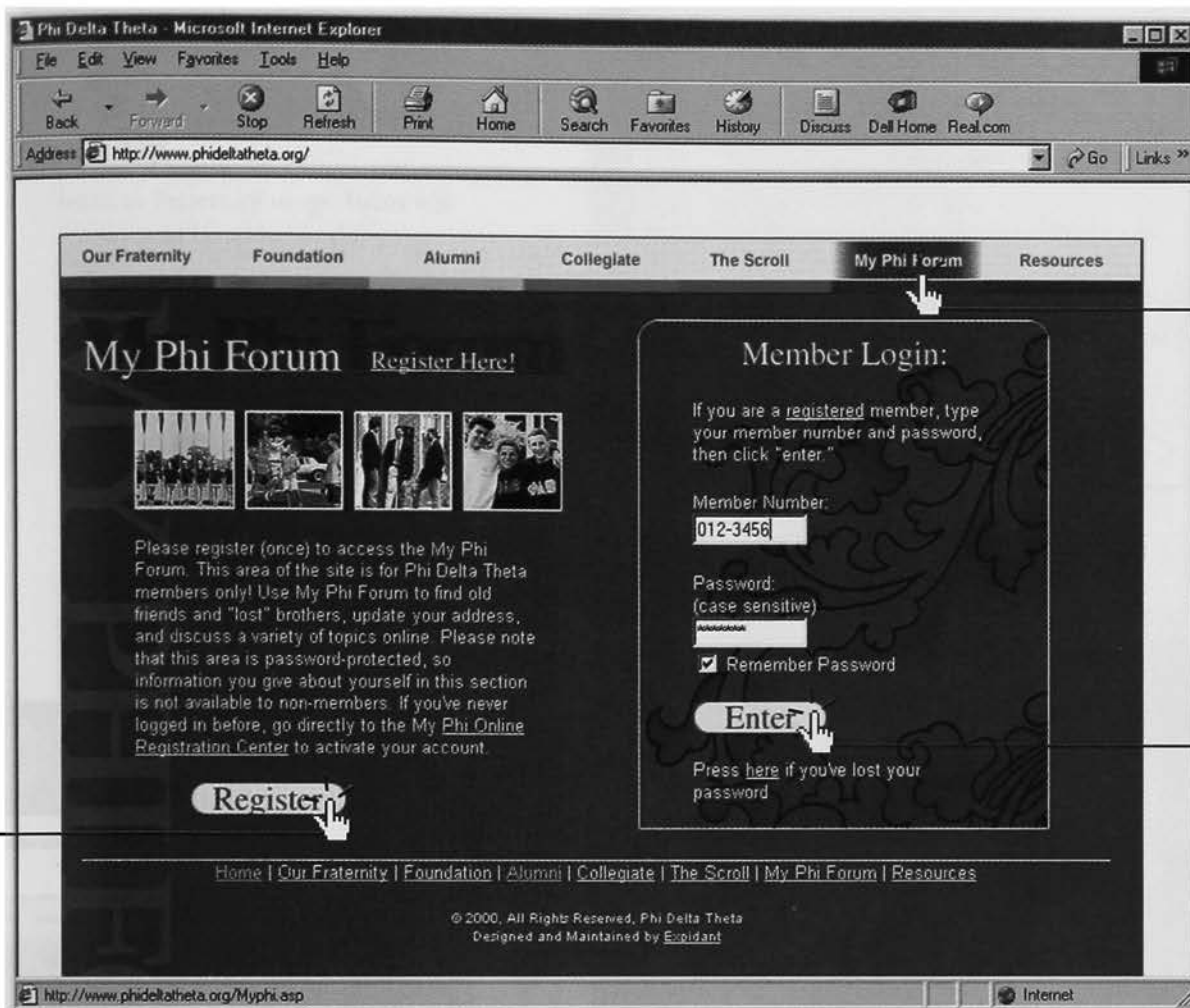 Phi Delta Theta - Microsoft Internet Explorer
File Edit View Favorites Tools Help
Back Forward Stop Refresh Print Home Search Favorites History Discuss Dell Home Real.com
Address http://www.phideltatheta.org/ Go Links »
Our Fraternity Foundation Alumni Collegiate The Scroll My Phi Forum Resources
My Phi Forum Register Here!
Please register (once) to access the My Phi
Forum. This area of the site is for Phi Delta Theta
members only! Use My Phi Forum to find old
friends and "lost" brothers, update your address,
and discuss a variety of topics online. Please note
that this area is password-protected, so
information you give about yourself in this section
is not available to non-members. If you've never
logged in before, go directly to the My Phi Online
Registration Center to activate your account.
Register
Member Login:
If you are a registered member, type
your member number and password,
then click "enter."
Member Number:
012-3456
Password:
(case sensitive)
********
Remember Password
Enter
Press here if you've lost your
password
Home | Our Fraternity | Foundation | Alumni | Collegiate | The Scroll | My Phi Forum | Resources
© 2000, All Rights Reserved, Phi Delta Theta
Designed and Maintained by Expidant
http://www.phideltatheta.org/Myphi.asp Internet